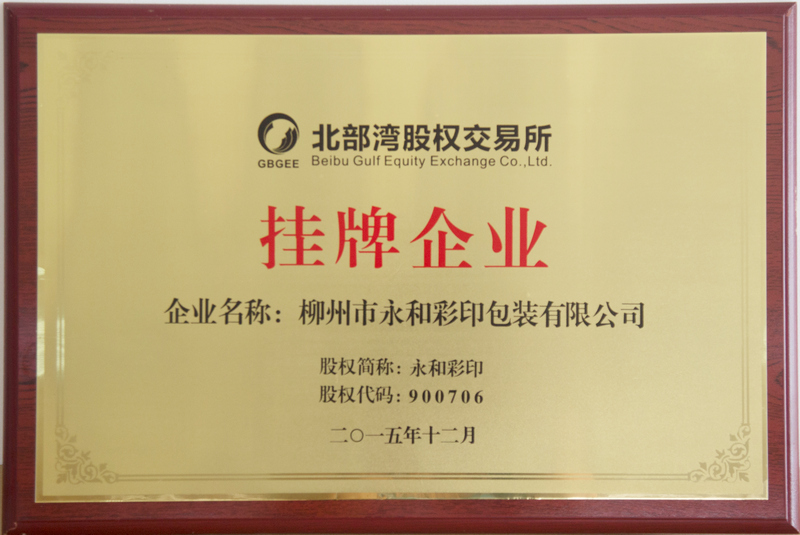 北部湾股权交易所
GBGEE
Beibu Gulf Equity Exchange Co.,Ltd.
挂牌企业
企业名称：柳州市永和彩印包装有限公司
股权简称：永和彩印
股权代码：900706
二〇一五年十二月